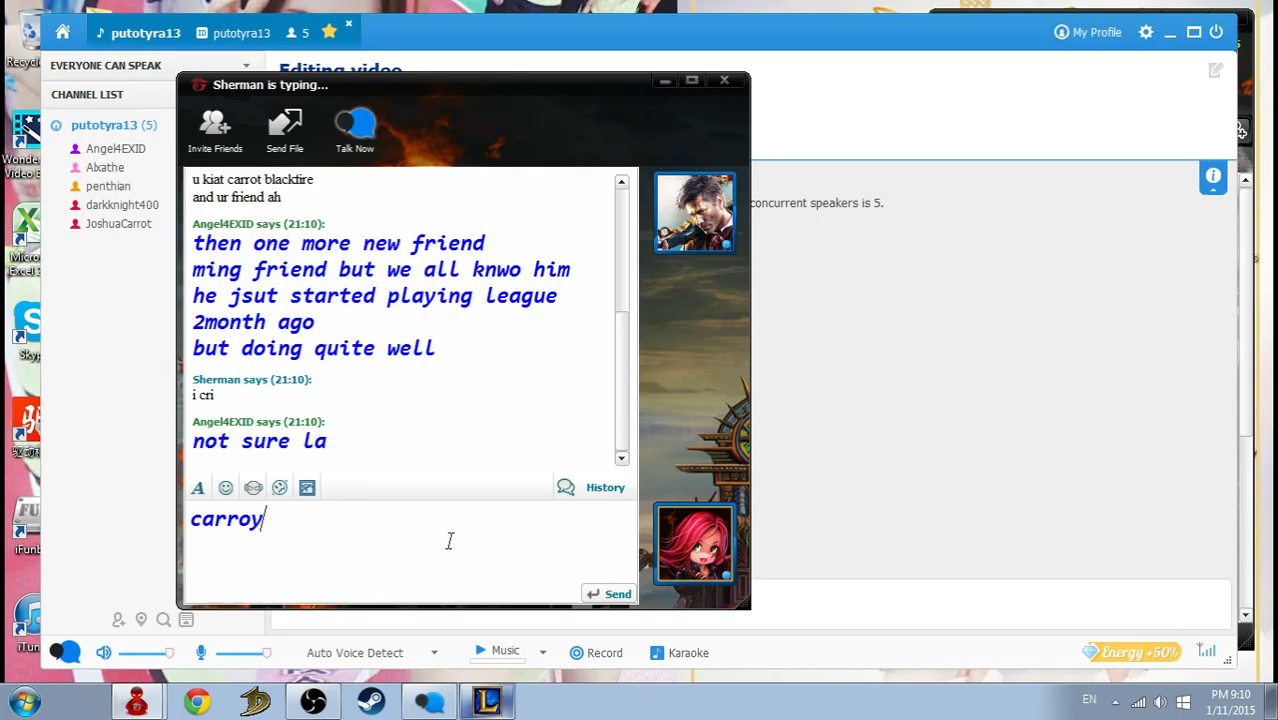 putotyra13
putotyra13
5
My Profile
EVERYONE CAN SPEAK
CHANNEL LIST
putotyra13 (5)
Angel4EXID
Alxathe
penthian
darkknight400
JoshuaCarrot
Editing video
concurrent speakers is 5.
Sherman is typing...
Invite Friends
Send File
Talk Now
u kiat carrot blackfire
and ur friend ah
Angel4EXID says (21:10):
then one more new friend
ming friend but we all knwo him
he jsut started playing league
2month ago
but doing quite well
Sherman says (21:10):
i cri
Angel4EXID says (21:10):
not sure la
A
History
carroy
Send
Auto Voice Detect
Music
Record
Karaoke
Energy +50%
EN
PM 9:10
1/11/2015